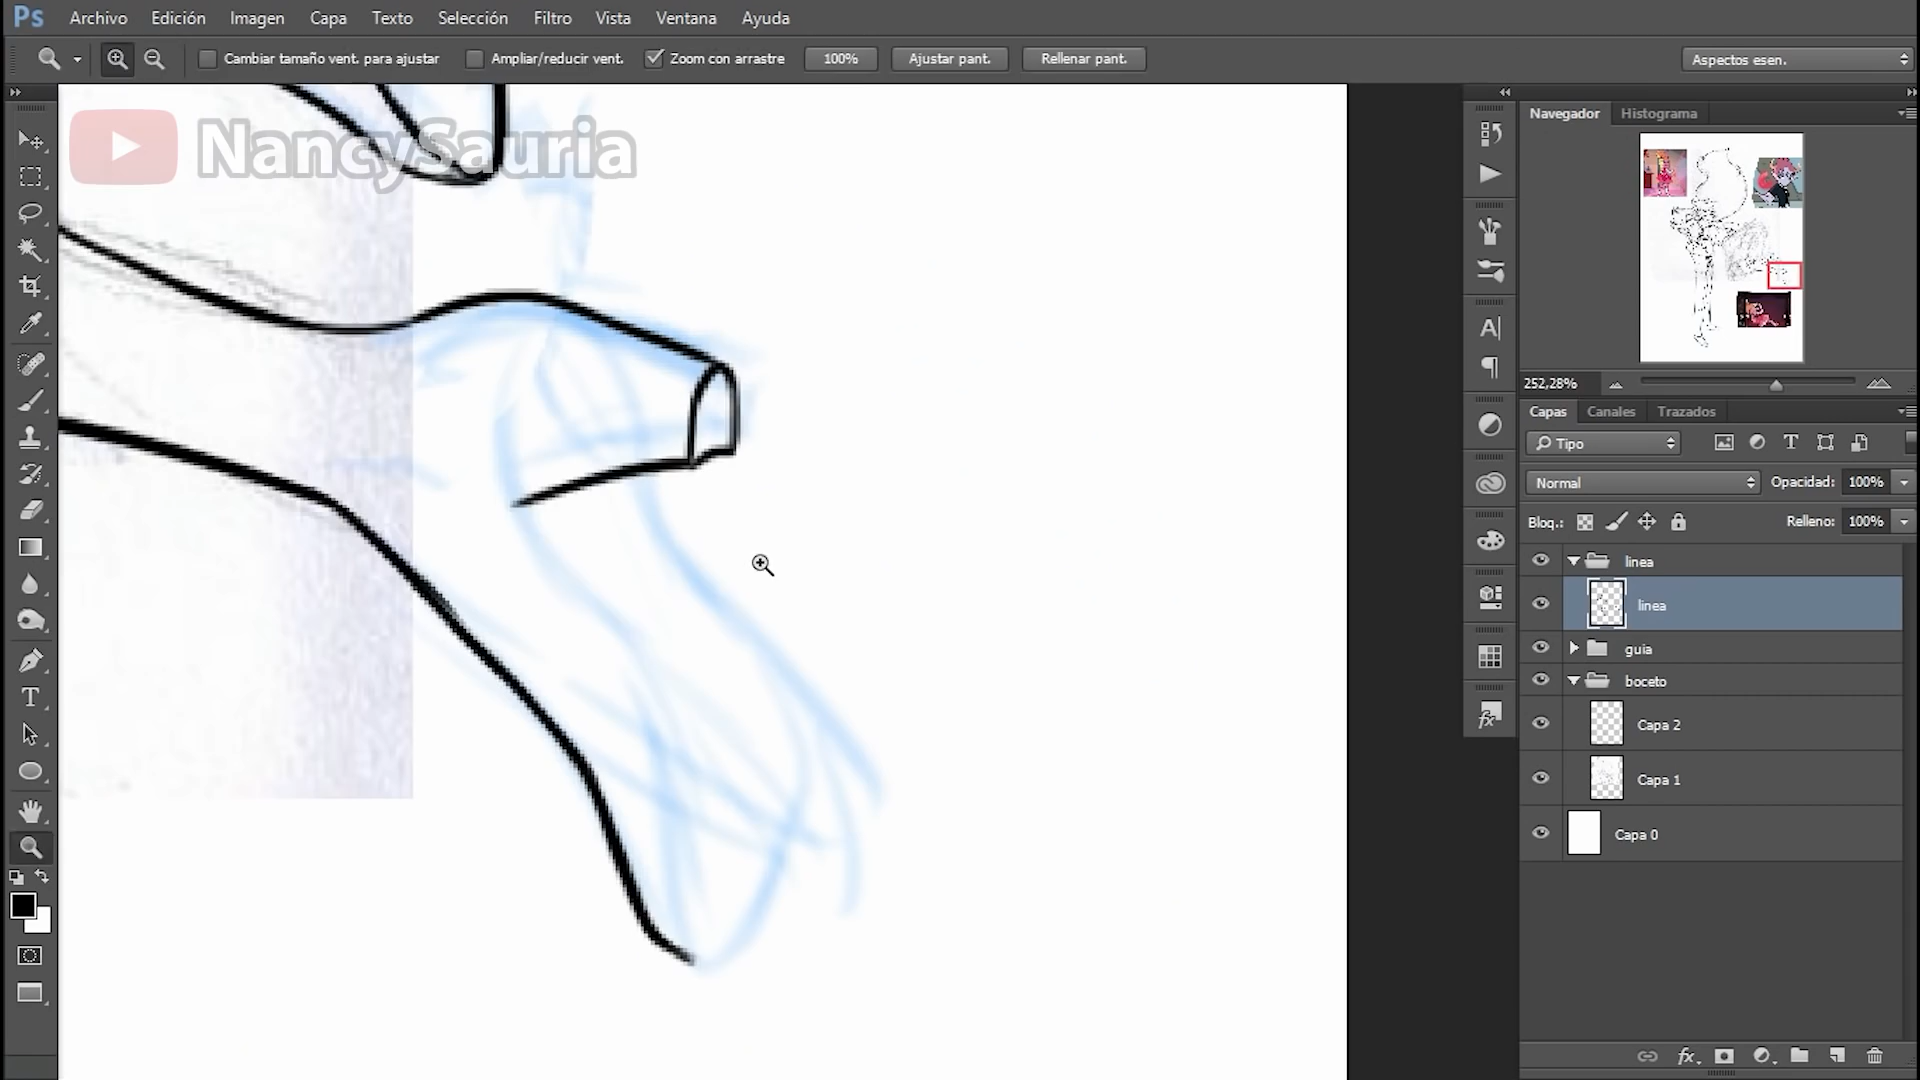 Ps Archivo Edición Imagen Capa Texto Selección Filtro Vista Ventana Ayuda
Cambiar tamaño vent. para ajustar Ampliar/reducir vent. Zoom con arrastre 100% Ajustar pant. Rellenar pant. Aspectos esen.
NancySauria
Navegador Histograma
252,28%
Capas Canales Trazados
Tipo
Normal Opacidad: 100%
Bloq.: Relleno: 100%
linea
linea
guia
boceto
Capa 2
Capa 1
Capa 0